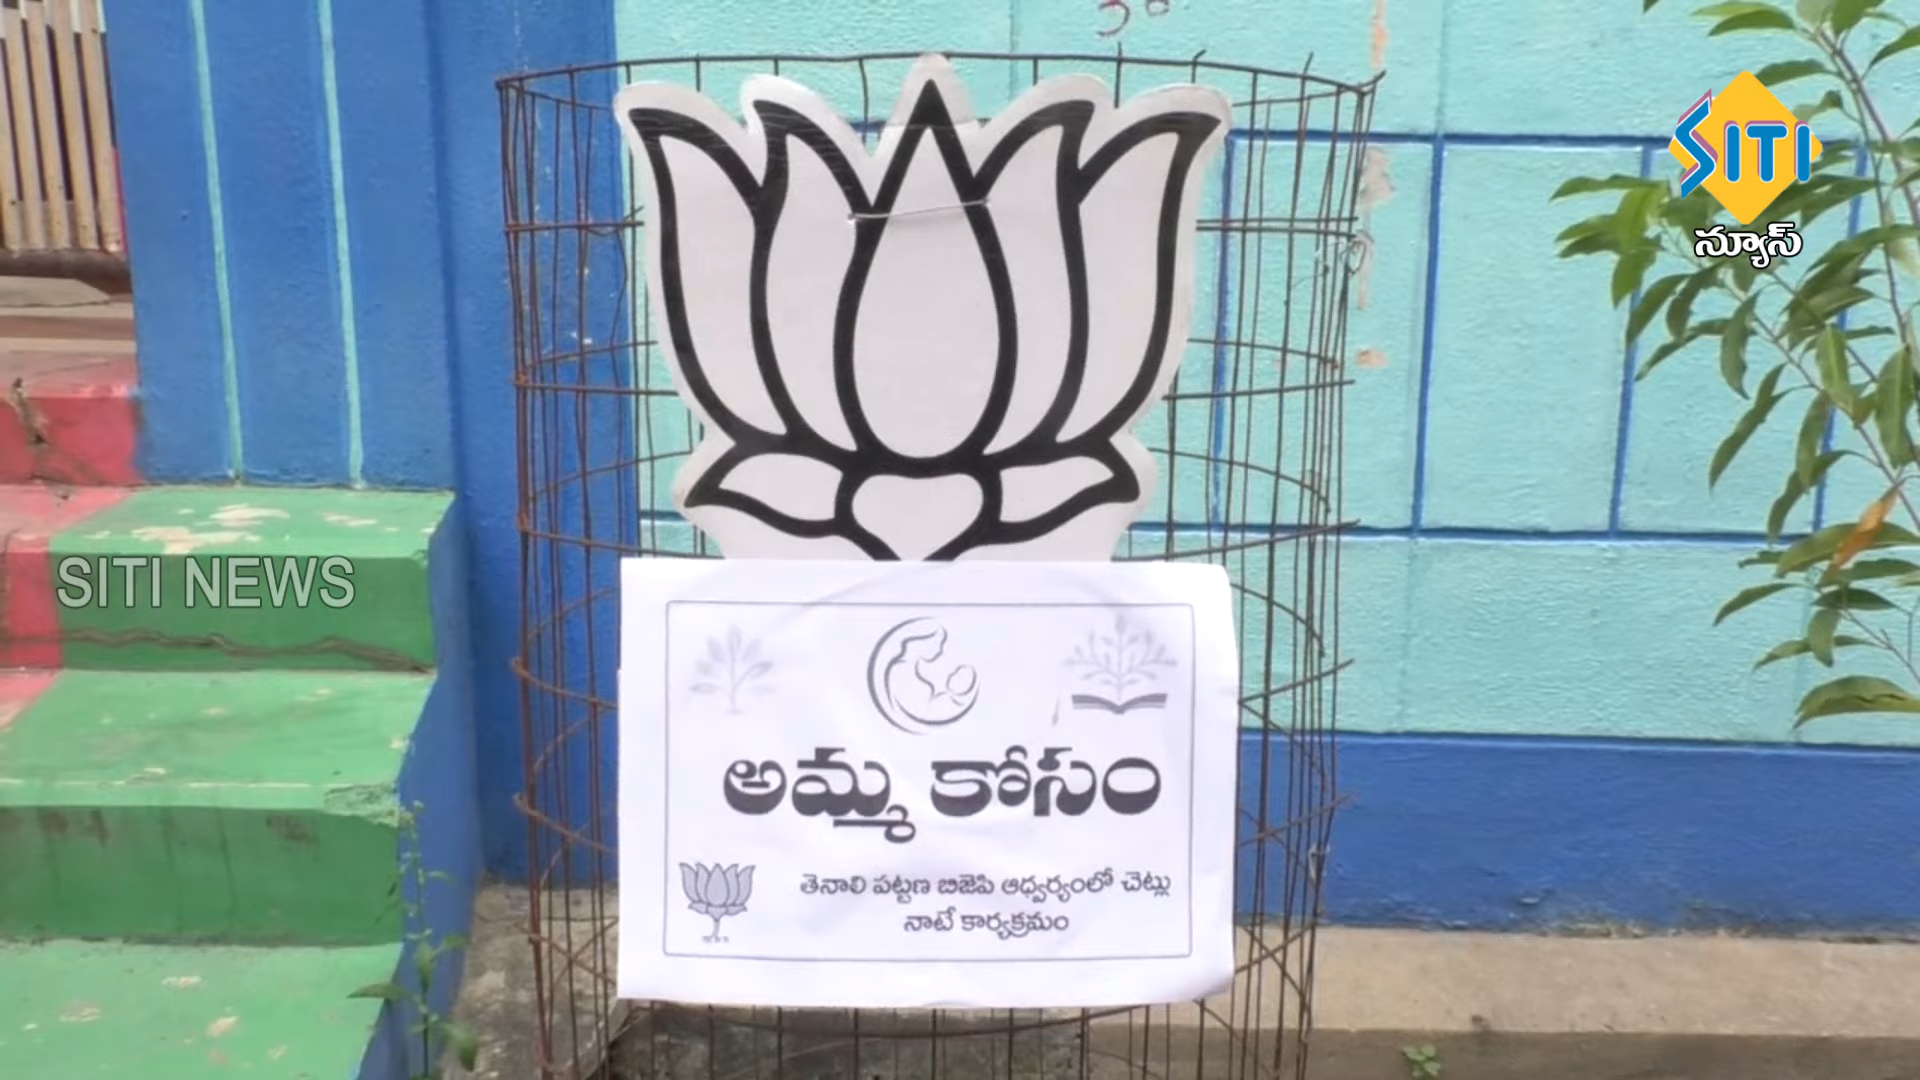 SITI
న్యూస్
SITI NEWS
అమ్మ కోసం
తెనాలి పట్టణ బిజెపి ఆధ్వర్యంలో చెట్లు
నాటే కార్యక్రమం